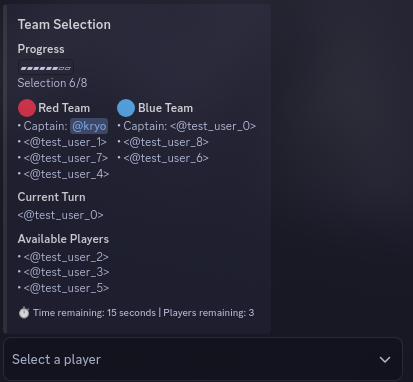 Team Selection
Progress
Selection 6/8
Red Team
• Captain: @kryo
• <@test_user_1>
• <@test_user_7>
• <@test_user_4>
Blue Team
• Captain: <@test_user_0>
• <@test_user_8>
• <@test_user_6>
Current Turn
<@test_user_0>
Available Players
• <@test_user_2>
• <@test_user_3>
• <@test_user_5>
⏱️ Time remaining: 15 seconds | Players remaining: 3
Select a player